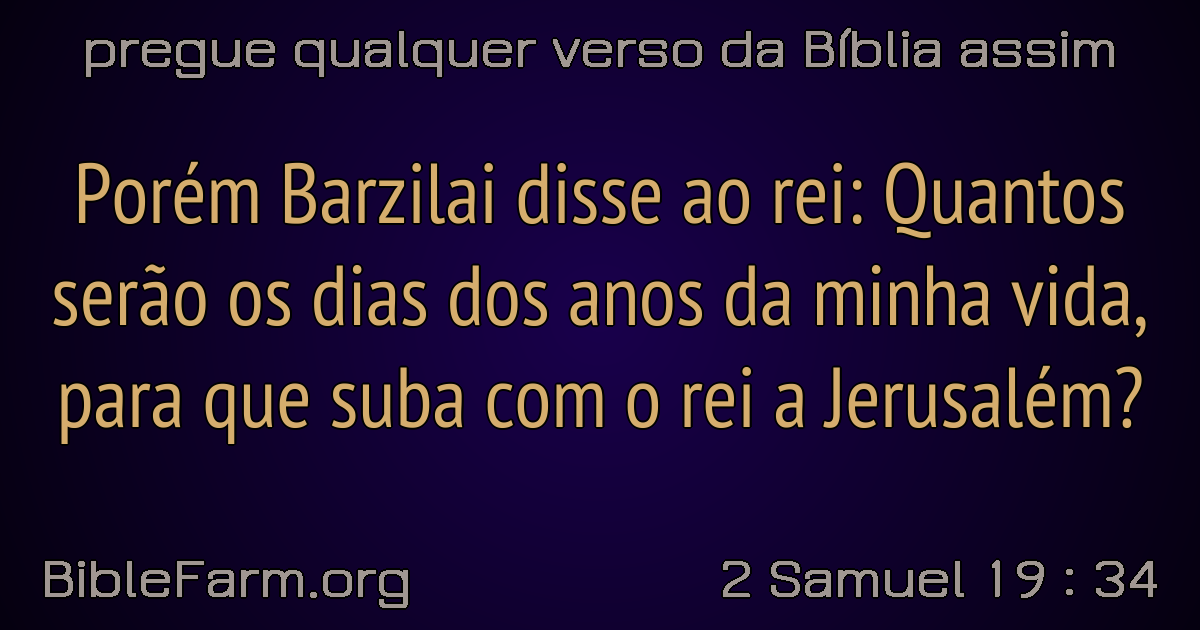 pregue qualquer verso da Bíblia assim
Porém Barzilai disse ao rei: Quantos
serão os dias dos anos da minha vida,
para que suba com o rei a Jerusalém?
BibleFarm.org
2 Samuel 19 : 34